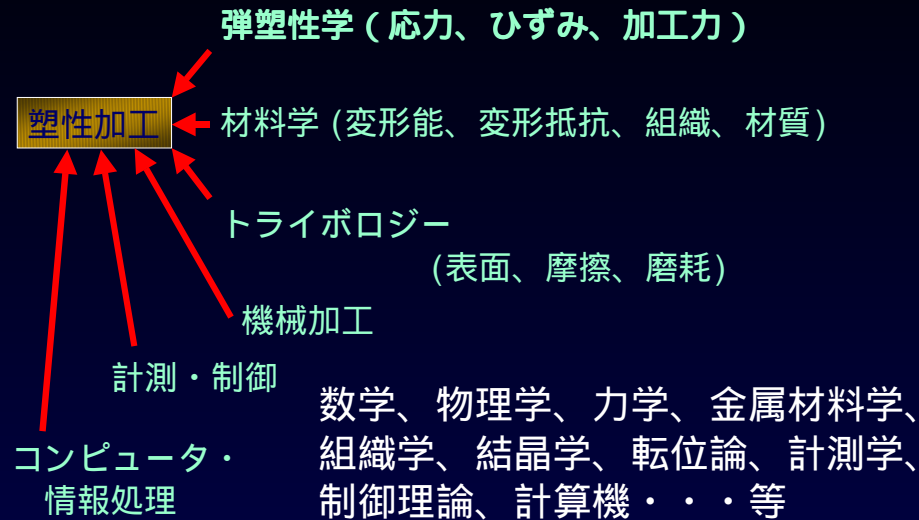 弾塑性学(応力、ひずみ、加工力)
塑性加工
材料学(変形能、変形抵抗、組織、材質)
トライボロジー
(表面、摩擦、磨耗)
機械加工
計測・制御
コンピュータ・
情報処理
数学、物理学、力学、金属材料学、
組織学、結晶学、転位論、計測学、
制御理論、計算機・・・等